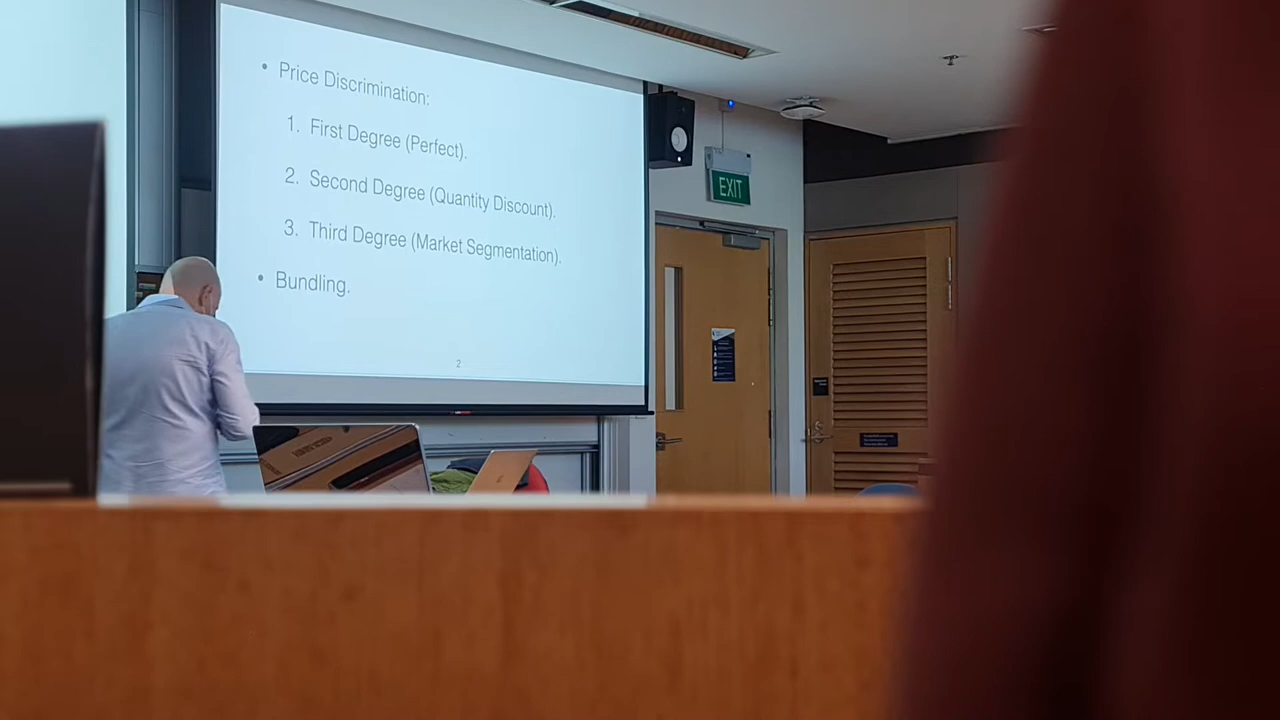 • Price Discrimination:
1. First Degree (Perfect).
2. Second Degree (Quantity Discount).
3. Third Degree (Market Segmentation).
• Bundling.
2
EXIT